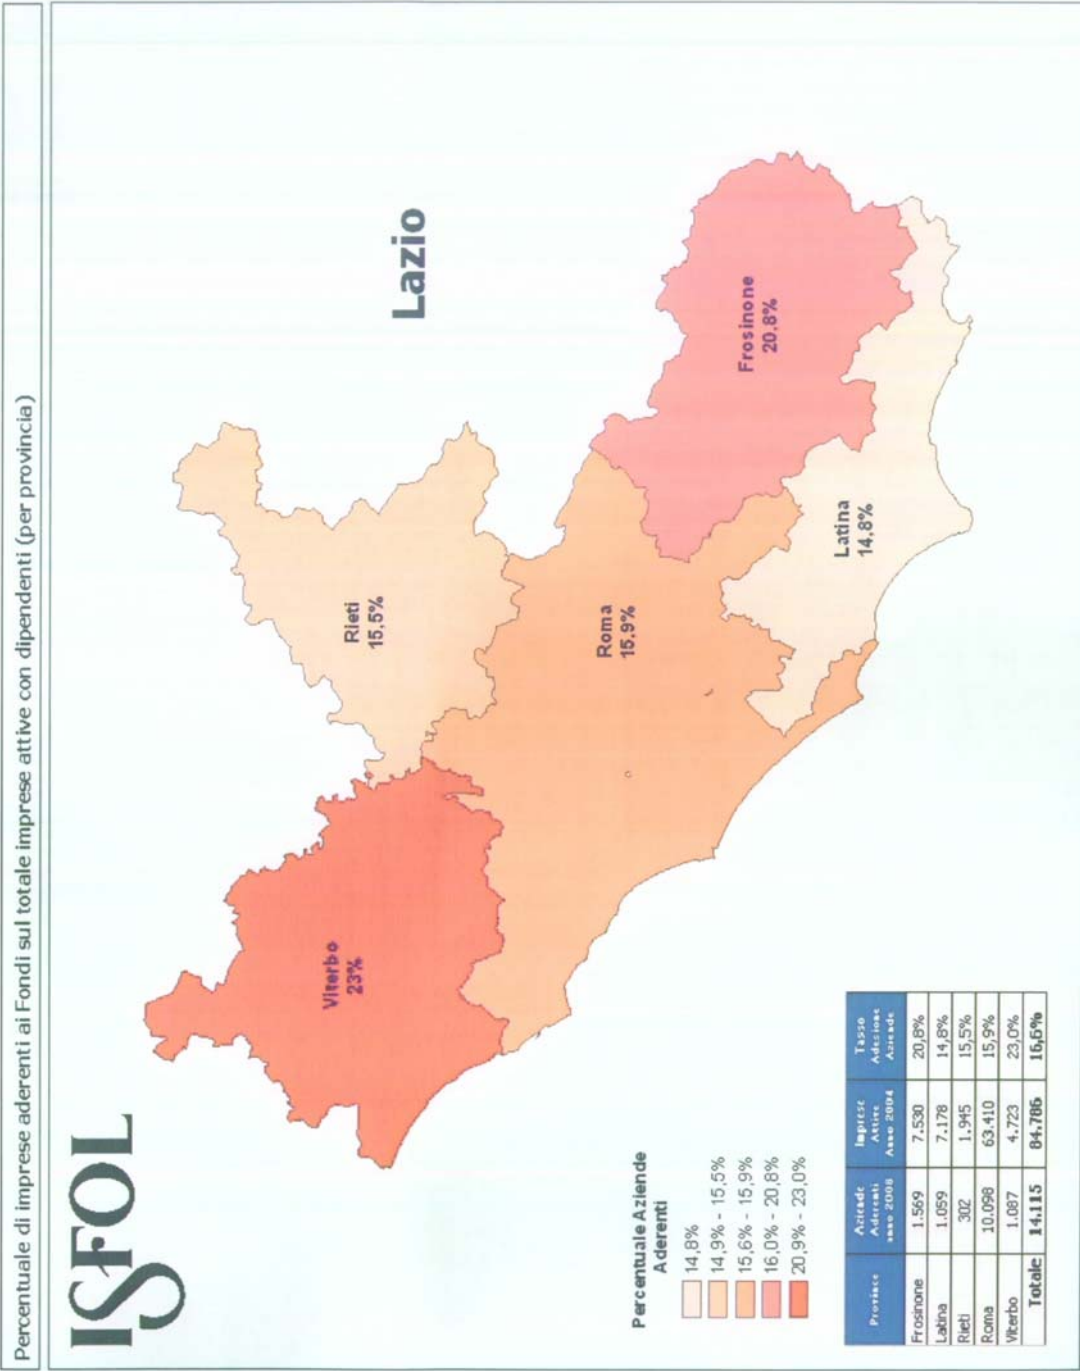 Percentuale di imprese aderenti ai Fondi sul totale imprese attive con dipendenti (per provincia)
ISFOL
Lazio
Viterbo
23%
Rieti
15,5%
Roma
15,9%
Frosinone
20,8%
Latina
14,8%
Percentuale Aziende
Aderenti
14,8%
14,9% - 15,5%
15,6% - 15,9%
16,0% - 20,8%
20,9% - 23,0%
Province Aziende Aderenti anno 2008 Imprese Attive Anno 2004 Tasso Adesione Aziende
Frosinone 1.569 7.530 20,8%
Latina 1.059 7.178 14,8%
Rieti 302 1.945 15,5%
Roma 10.098 63.410 15,9%
Viterbo 1.087 4.723 23,0%
Totale 14.115 84.786 16,6%